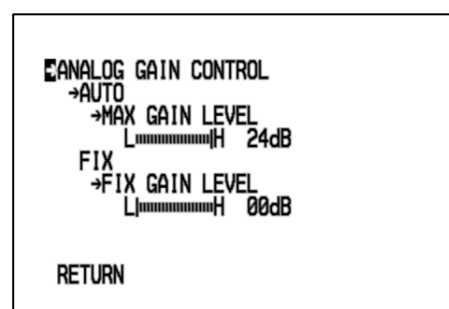 →ANALOG GAIN CONTROL
→AUTO
→MAX GAIN LEVEL
L|||||||||||||||H 24dB
FIX
→FIX GAIN LEVEL
L|||||||||||||||H 00dB
RETURN